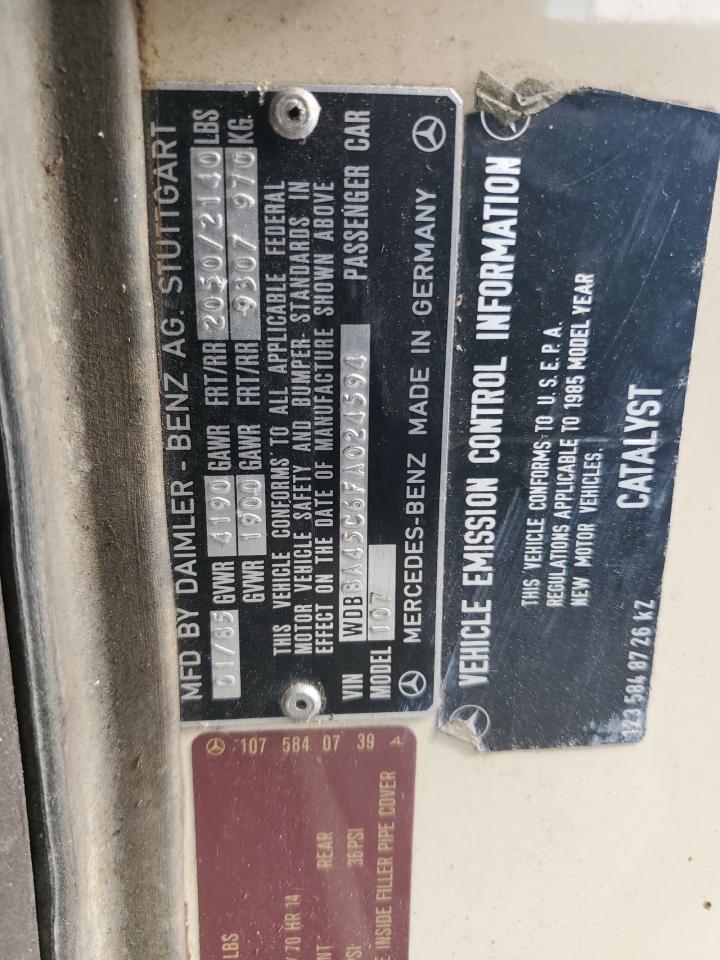 MFD BY DAIMLER-BENZ AG. STUTTGART
01/85 GVWR 4190 GAWR FRT/RR 2050/2140 LBS
GVWR 1900 GAWR FRT/RR 930/ 970 KG.
THIS VEHICLE CONFORMS TO ALL APPLICABLE FEDERAL
MOTOR VEHICLE SAFETY AND BUMPER STANDARDS IN
EFFECT ON THE DATE OF MANUFACTURE SHOWN ABOVE
VIN WDBBA45C6FA024594 PASSENGER CAR
MODEL 107
MERCEDES-BENZ MADE IN GERMANY
VEHICLE EMISSION CONTROL INFORMATION
THIS VEHICLE CONFORMS TO U.S.E.P.A.
REGULATIONS APPLICABLE TO 1985 MODEL YEAR
NEW MOTOR VEHICLES.
CATALYST
123 584 87 26 kZ
107 584 07 39 A
LBS
70 HR 14
REAR
36 PSI
PSI
INSIDE FILLER PIPE COVER